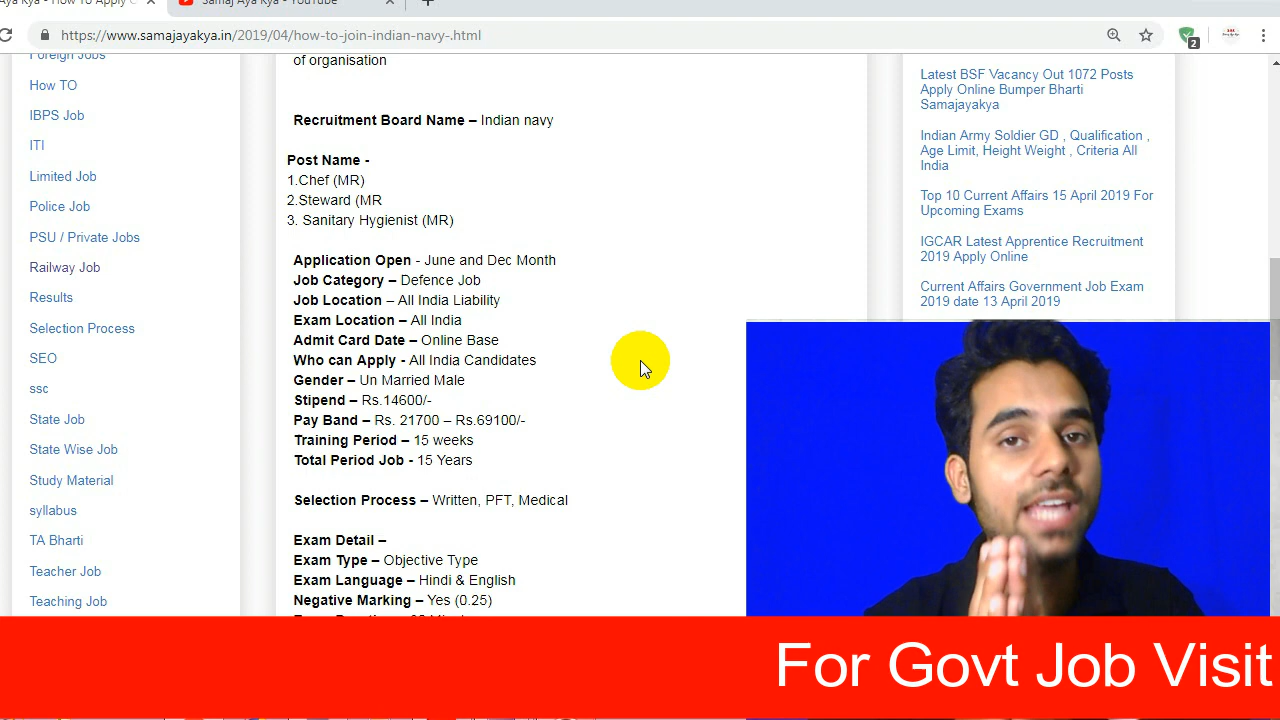 Aya Kya - How To Apply
Samaj Aya Kya - YouTube
https://www.samajayakya.in/2019/04/how-to-join-indian-navy-.html
2
Foreign Jobs
How TO
IBPS Job
ITI
Limited Job
Police Job
PSU / Private Jobs
Railway Job
Results
Selection Process
SEO
ssc
State Job
State Wise Job
Study Material
syllabus
TA Bharti
Teacher Job
Teaching Job
of organisation
Recruitment Board Name – Indian navy
Post Name -
1.Chef (MR)
2.Steward (MR
3. Sanitary Hygienist (MR)
Application Open - June and Dec Month
Job Category – Defence Job
Job Location – All India Liability
Exam Location – All India
Admit Card Date – Online Base
Who can Apply - All India Candidates
Gender – Un Married Male
Stipend – Rs.14600/-
Pay Band – Rs. 21700 – Rs.69100/-
Training Period – 15 weeks
Total Period Job - 15 Years
Selection Process – Written, PFT, Medical
Exam Detail –
Exam Type – Objective Type
Exam Language – Hindi & English
Negative Marking – Yes (0.25)
Latest BSF Vacancy Out 1072 Posts
Apply Online Bumper Bharti
Samajayakya
Indian Army Soldier GD , Qualification ,
Age Limit, Height Weight , Criteria All
India
Top 10 Current Affairs 15 April 2019 For
Upcoming Exams
IGCAR Latest Apprentice Recruitment
2019 Apply Online
Current Affairs Government Job Exam
2019 date 13 April 2019
For Govt Job Visit